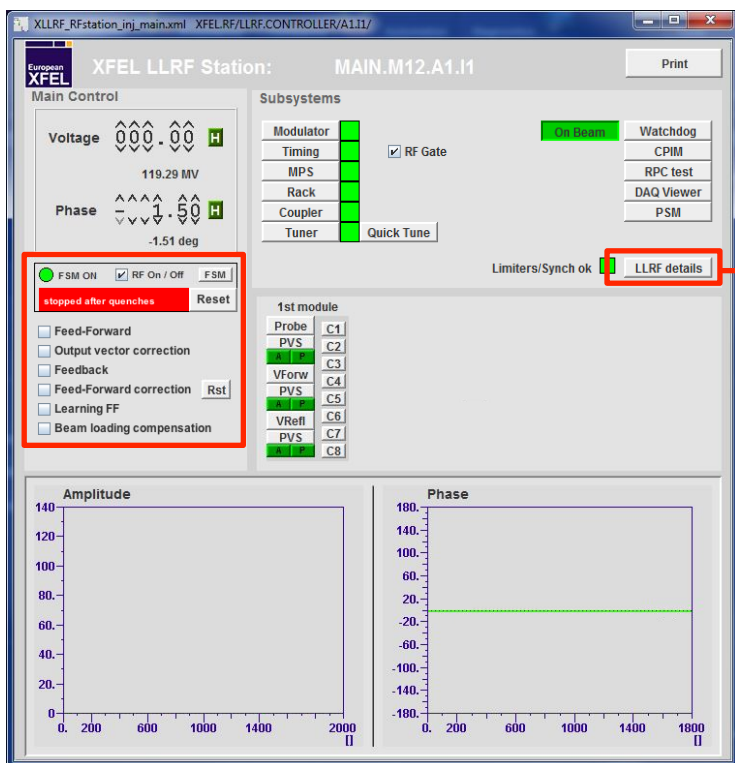 XLLRF_RFstation_inj_main.xml XFEL.RF/LLRF.CONTROLLER/A1.I1/
European
XFEL
XFEL LLRF Station: MAIN.M12.A1.I1
Print
Main Control
Voltage 000.00 H
119.29 MV
Phase - 1.50 H
-1.51 deg
FSM ON RF On / Off FSM
stopped after quenches Reset
Feed-Forward
Output vector correction
Feedback
Feed-Forward correction Rst
Learning FF
Beam loading compensation
Subsystems
Modulator
Timing RF Gate
MPS
Rack
Coupler
Tuner Quick Tune
On Beam
Watchdog
CPIM
RPC test
DAQ Viewer
PSM
Limiters/Synch ok LLRF details
1st module
Probe C1
PVS C2
A P C3
VForw C4
PVS C5
A P C6
VRefl C7
PVS C8
A P
Amplitude
140
120
100
80.
60.
40.
20.
0
0. 200 600 1000 1400 2000
[]
Phase
180.
140.
100.
60.
20.
-20.
-60.
-100.
-140.
-180.
0. 200 600 1000 1400 1800
[]